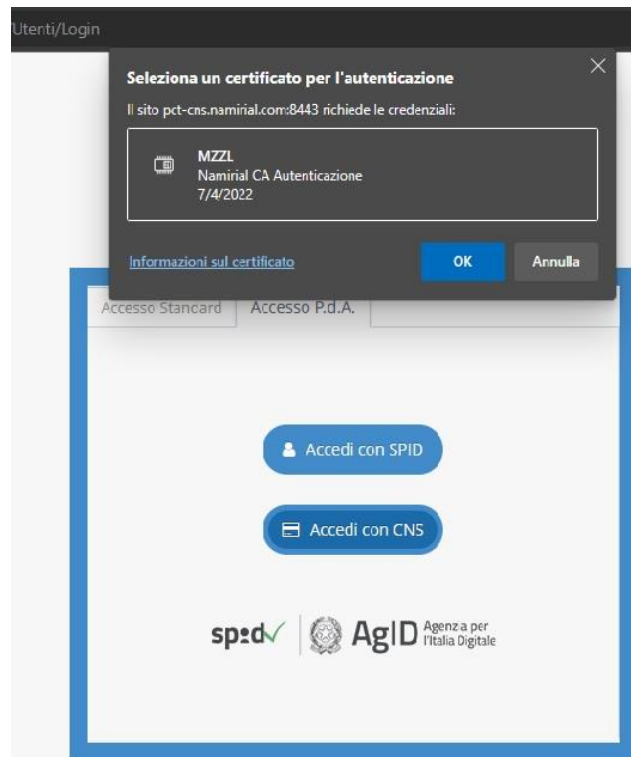 Utenti/Login
Seleziona un certificato per l'autenticazione
Il sito pct-cns.namirial.com:8443 richiede le credenziali:
MZZL
Namirial CA Autenticazione
7/4/2022
Informazioni sul certificato
OK
Annulla
Accesso Standard
Accesso P.d.A.
Accedi con SPID
Accedi con CNS
spid
AgID
Agenzia per
l'Italia Digitale